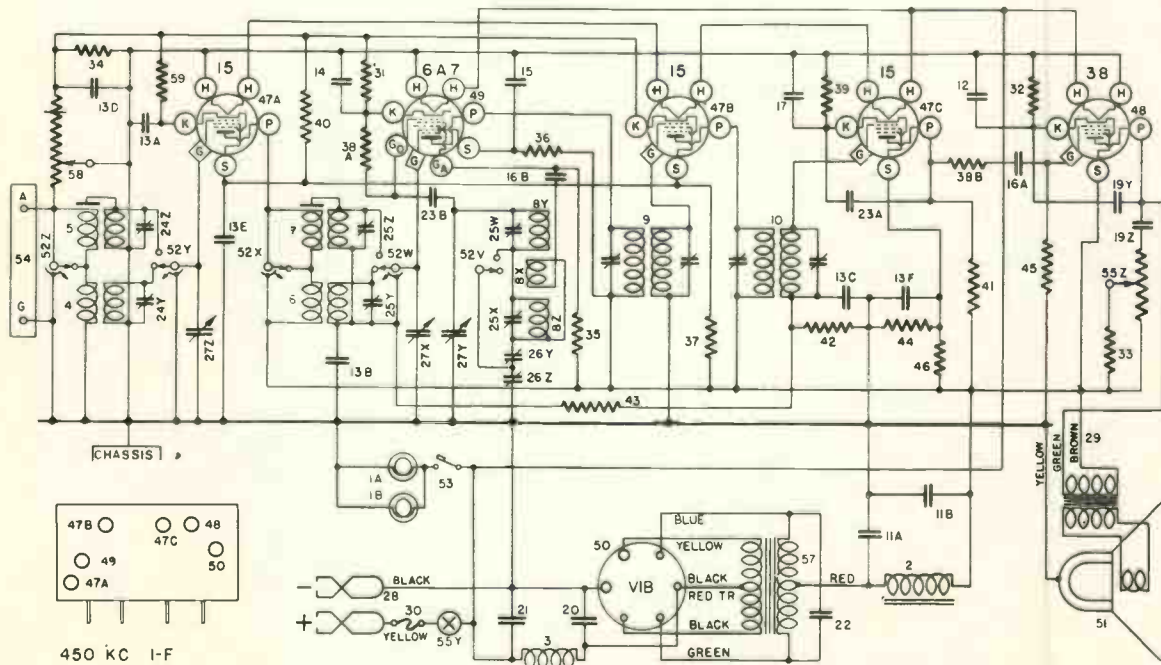 34
59
15
14
31
6A7
15
15
17
39
15
12
32
38
13D
H
H
47A
40
H
H
49
H
H
47B
H
H
47C
H
H
48
13A
K
P
38
A
K
P
36
K
P
K
P
38B
16A
K
P
G
S
GO
G
GA
S
16B
G
S
G
S
G
S
58
23B
23A
19Y
A
5
24Z
13E
7
25Z
25W
8Y
9
10
19Z
54
52Z
52Y
52X
52W
52V
8X
13C
13F
41
45
55Z
G
4
24Y
27Z
6
25Y
27X
27Y
25X
8Z
35
37
42
44
46
33
13B
26Y
26Z
43
CHASSIS
1A
1B
53
YELLOW
GREEN
BROWN
29
11B
11A
47B
47C
48
49
50
47A
450 KC I-F
BLUE
50
YELLOW
57
VIB
BLACK
RED TR
RED
2
BLACK
GREEN
22
-
BLACK
28
+
30
YELLOW
55Y
21
20
3
51